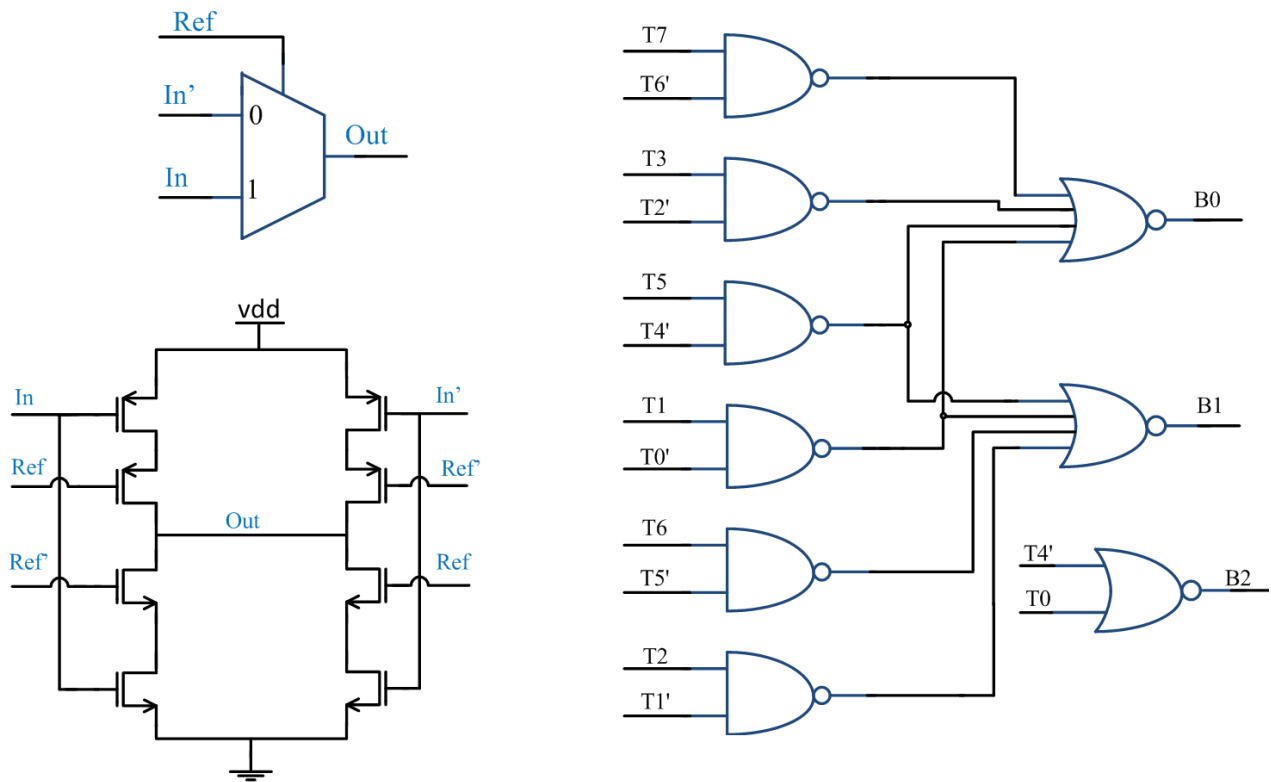 Ref
In’
0
In
1
Out
vdd
In
In’
Ref
Ref’
Out
Ref’
Ref
T7
T6'
T3
T2'
T5
T4'
T1
T0'
T6
T5'
T2
T1'
B0
B1
T4'
T0
B2